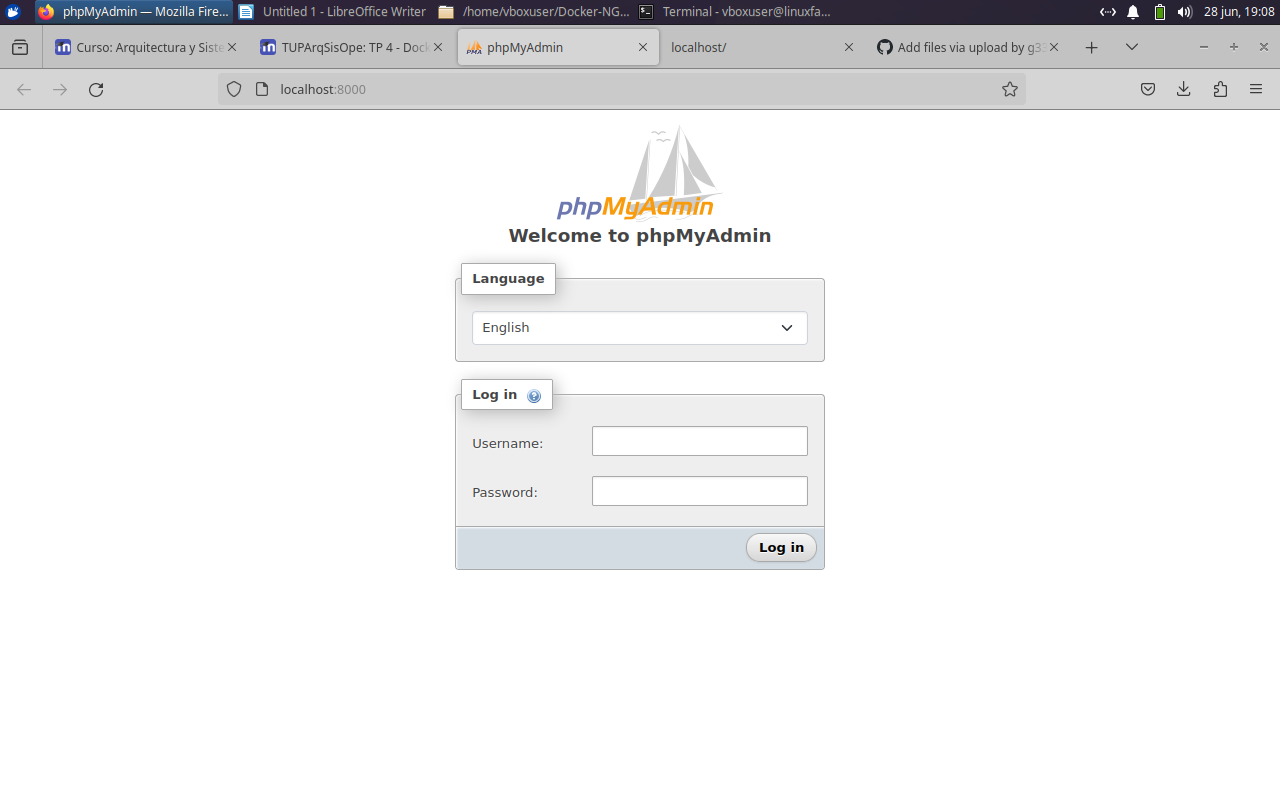 phpMyAdmin — Mozilla Fire...
Untitled 1 - LibreOffice Writer
/home/vboxuser/Docker-NG...
Terminal - vboxuser@linuxfa...
28 jun, 19:08
Curso: Arquitectura y Siste
TUPArqSisOpe: TP 4 - Dock
phpMyAdmin
localhost/
Add files via upload by g33
localhost:8000
phpMyAdmin
Welcome to phpMyAdmin
Language
English
Log in
Username:
Password:
Log in